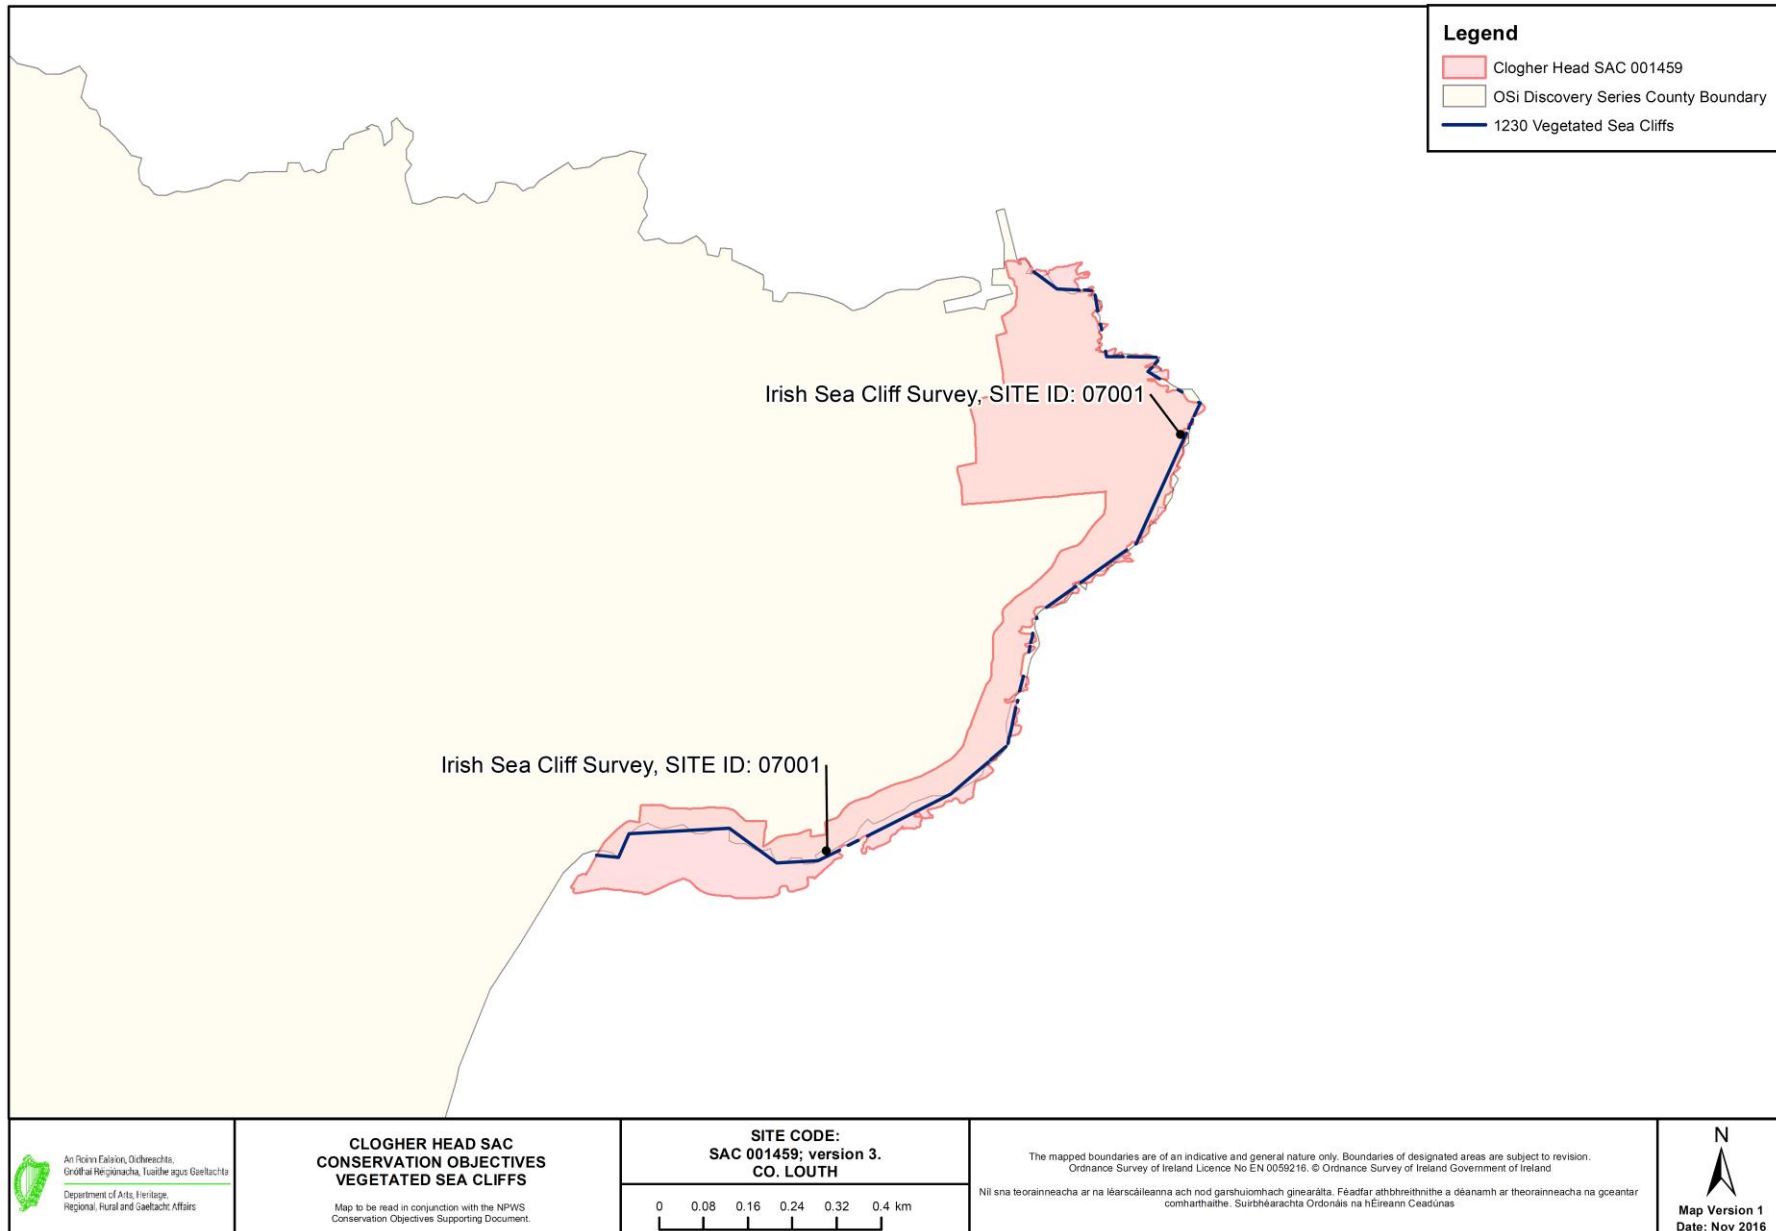 Legend
Clogher Head SAC 001459
OSi Discovery Series County Boundary
1230 Vegetated Sea Cliffs
Irish Sea Cliff Survey, SITE ID: 07001
Irish Sea Cliff Survey, SITE ID: 07001
An Roinn Ealaíon, Oidhreachta,
Gnóthaí Réigiúnacha, Tuaithe agus Gaeltachta
Department of Arts, Heritage,
Regional, Rural and Gaeltacht Affairs
CLOGHER HEAD SAC
CONSERVATION OBJECTIVES
VEGETATED SEA CLIFFS
Map to be read in conjunction with the NPWS
Conservation Objectives Supporting Document.
SITE CODE:
SAC 001459; version 3.
CO. LOUTH
0 0.08 0.16 0.24 0.32 0.4 km
The mapped boundaries are of an indicative and general nature only. Boundaries of designated areas are subject to revision.
Ordnance Survey of Ireland Licence No EN 0059216. © Ordnance Survey of Ireland Government of Ireland
Níl sna teorainneacha ar na léarscáileanna ach nod garshuiomhach ginearálta. Féadfar athbhreithnithe a déanamh ar theorainneacha na gceantar
comharthaithe. Suirbhéarachta Ordonáis na hÉireann Ceadúnas
N
Map Version 1
Date: Nov 2016